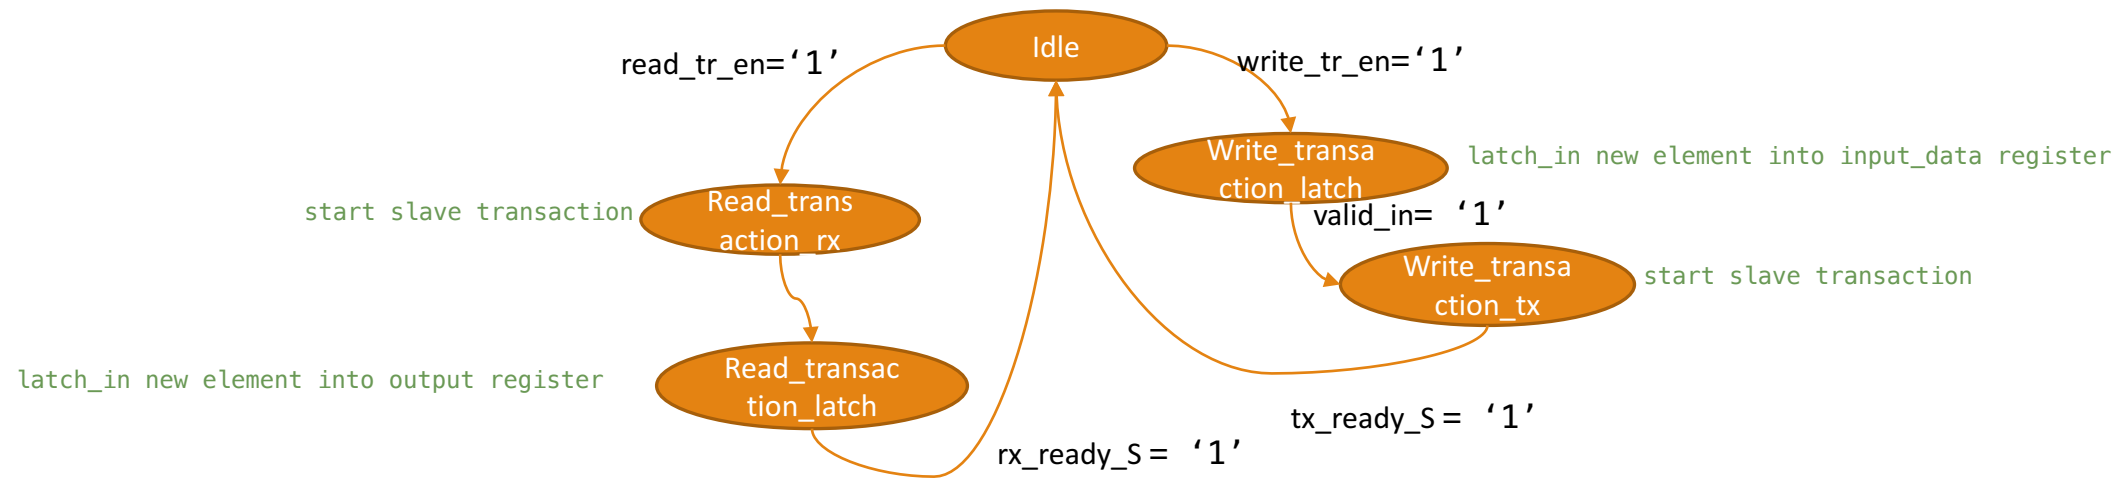 Idle
read_tr_en=‘1’
write_tr_en=‘1’
Write_transa
ction_latch
latch_in new element into input_data register
start slave transaction
Read_trans
action_rx
valid_in= ‘1’
Write_transa
ction_tx
start slave transaction
latch_in new element into output register
Read_transac
tion_latch
tx_ready_S = ‘1’
rx_ready_S = ‘1’